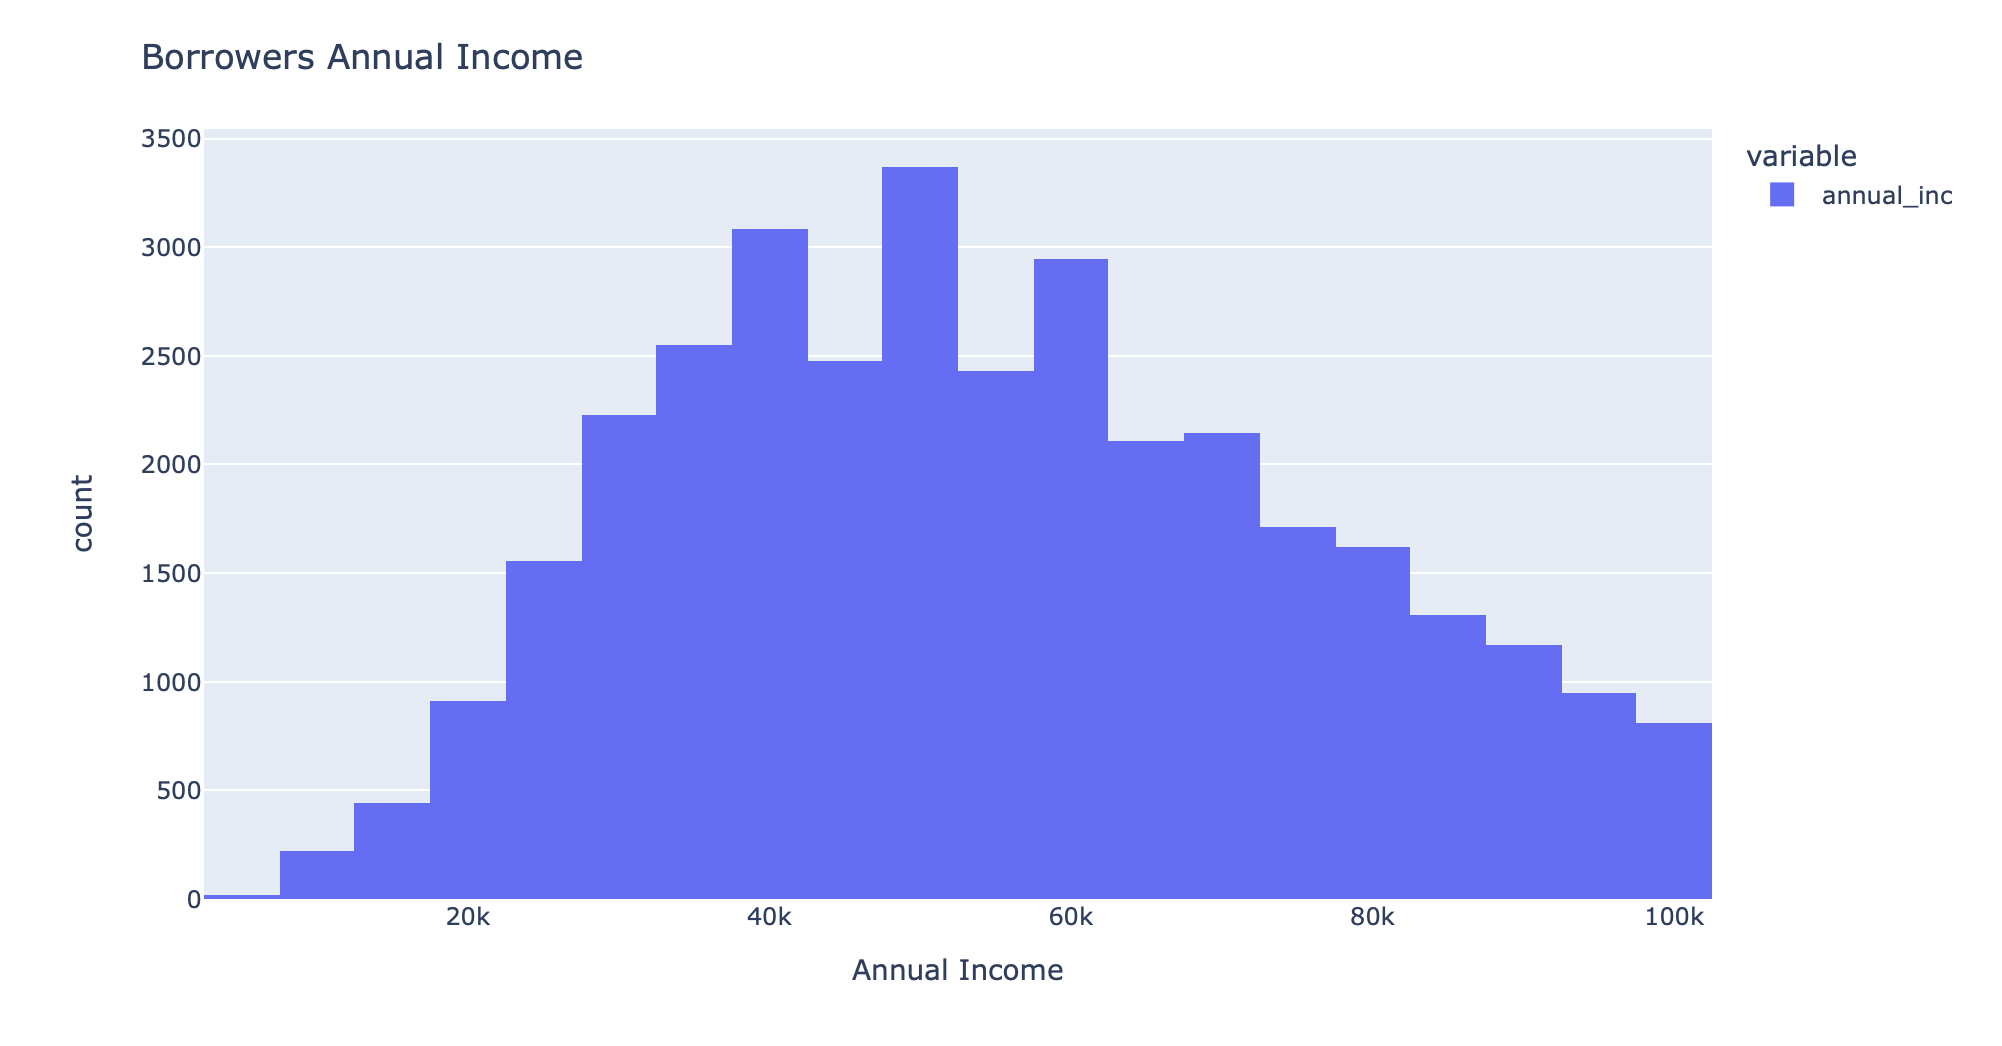 Borrowers Annual Income
3500
3000
2500
2000
1500
1000
500
0
count
20k
40k
60k
80k
100k
Annual Income
variable
annual_inc